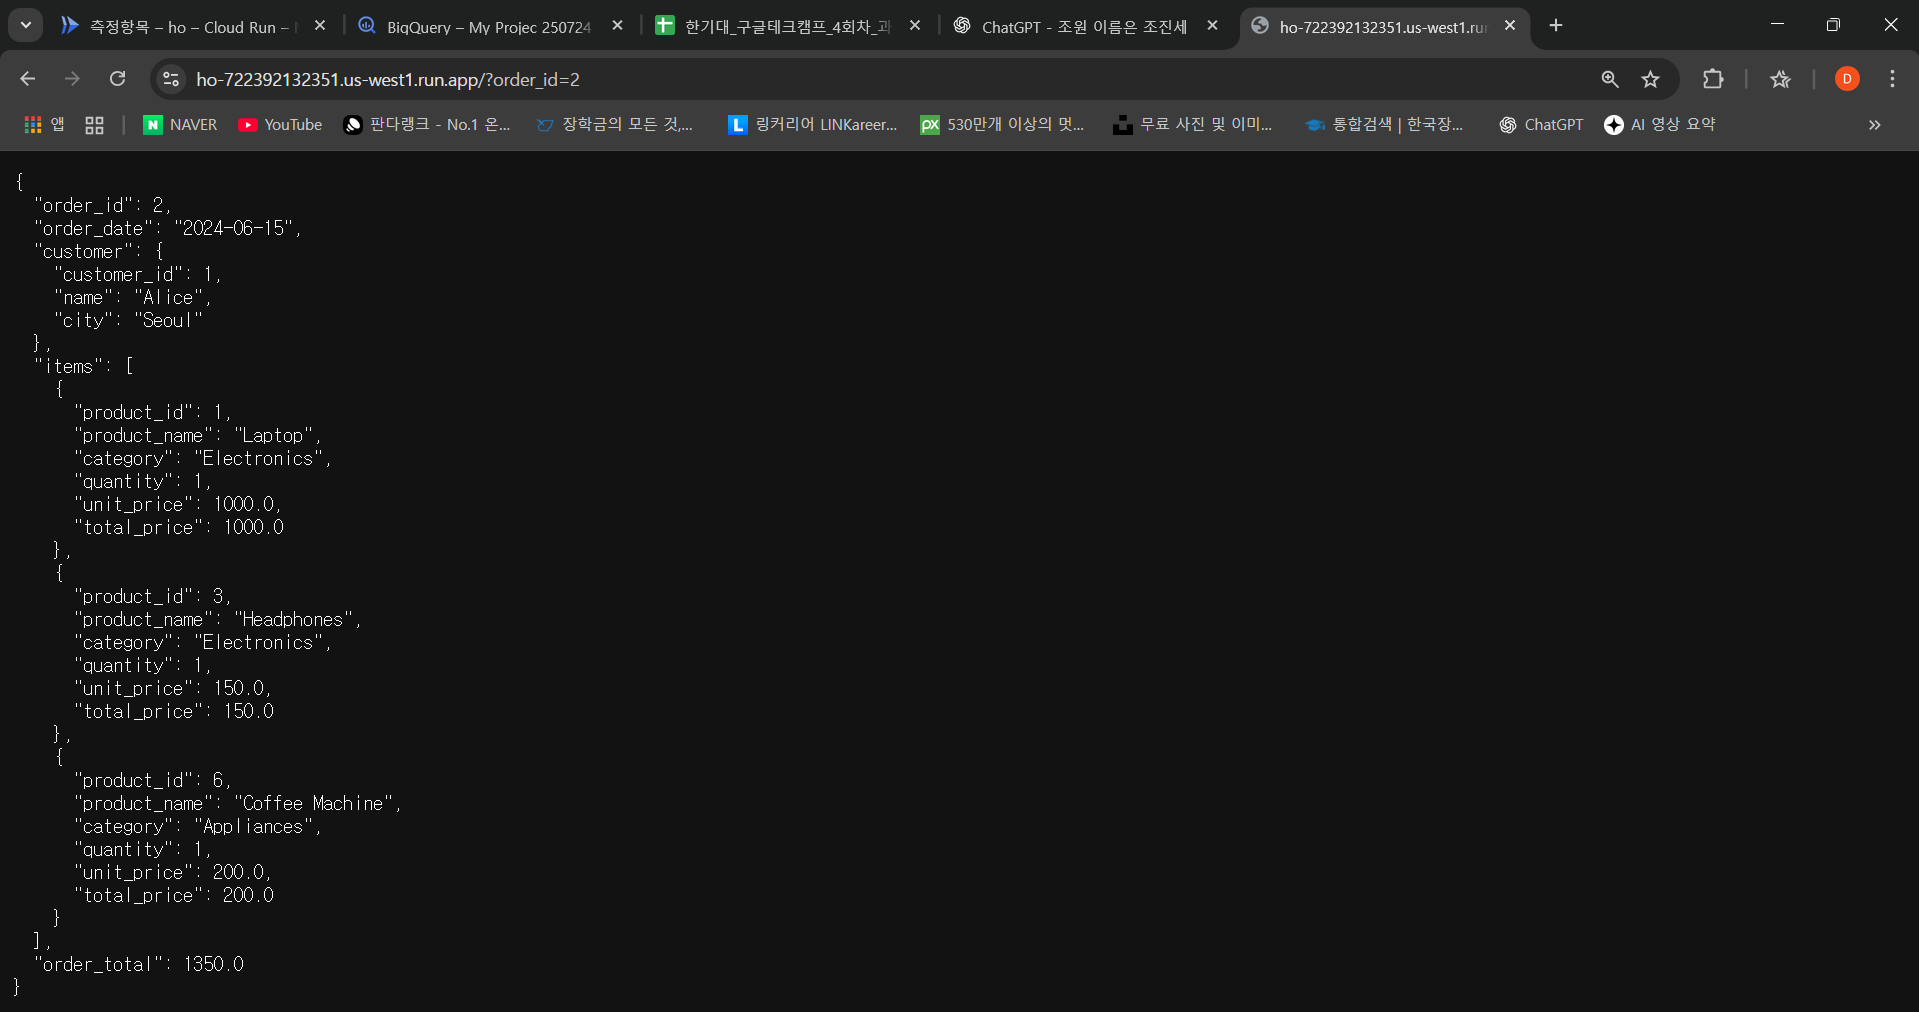 측정항목 – ho – Cloud Run –
BigQuery – My Projec 250724
한기대_구글테크캠프_4회차_과
ChatGPT - 조원 이름은 조진세
ho-722392132351.us-west1.ru
ho-722392132351.us-west1.run.app/?order_id=2
D
앱
NAVER
YouTube
판다랭크 - No.1 온...
장학금의 모든 것,...
링커리어 LINKareer...
530만개 이상의 멋...
무료 사진 및 이미...
통합검색 | 한국장...
ChatGPT
AI 영상 요약
{
"order_id": 2,
"order_date": "2024-06-15",
"customer": {
"customer_id": 1,
"name": "Alice",
"city": "Seoul"
},
"items": [
{
"product_id": 1,
"product_name": "Laptop",
"category": "Electronics",
"quantity": 1,
"unit_price": 1000.0,
"total_price": 1000.0
},
{
"product_id": 3,
"product_name": "Headphones",
"category": "Electronics",
"quantity": 1,
"unit_price": 150.0,
"total_price": 150.0
},
{
"product_id": 6,
"product_name": "Coffee Machine",
"category": "Appliances",
"quantity": 1,
"unit_price": 200.0,
"total_price": 200.0
}
],
"order_total": 1350.0
}